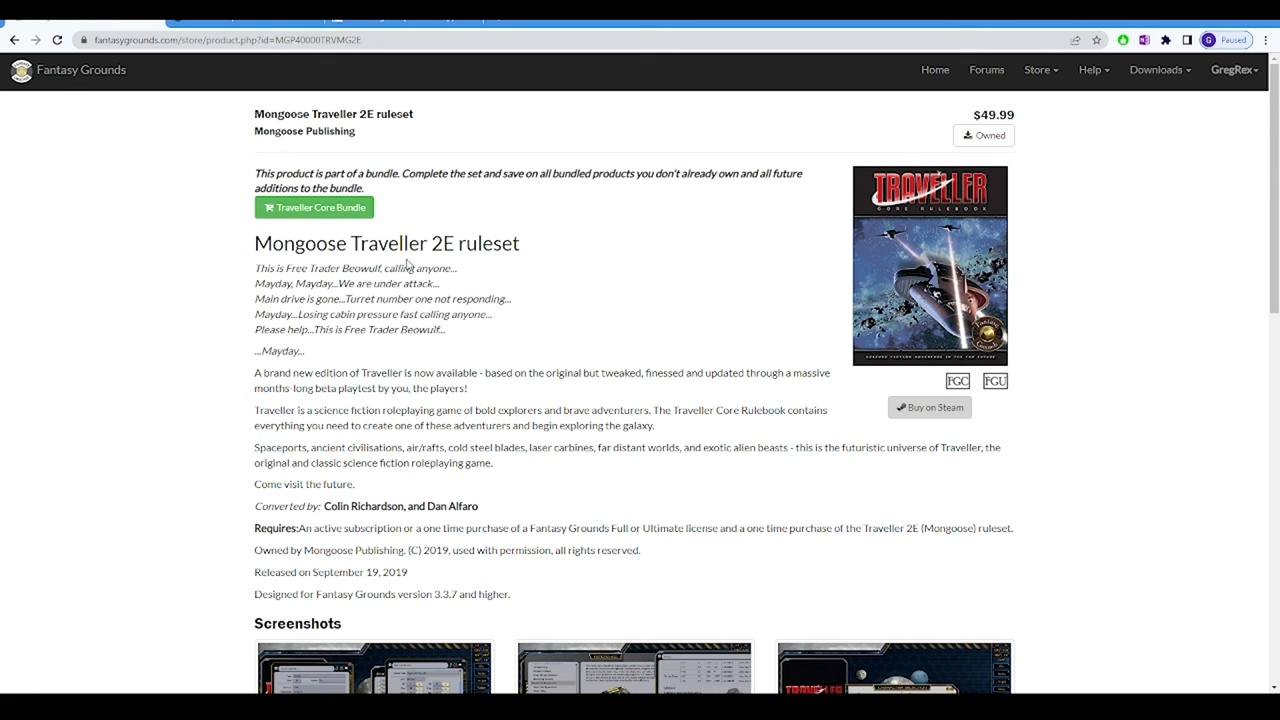 fantasygrounds.com/store/product.php?id=MGP40000TRVMG2E
G Paused
Fantasy Grounds
Home Forums Store Help Downloads GregRex
Mongoose Traveller 2E ruleset
$49.99
Mongoose Publishing
Owned
This product is part of a bundle. Complete the set and save on all bundled products you don't already own and all future
additions to the bundle.
Traveller Core Bundle
TRAVELLER
CORE RULEBOOK
Mongoose Traveller 2E ruleset
This is Free Trader Beowulf, calling anyone...
Mayday, Mayday...We are under attack...
Main drive is gone...Turret number one not responding...
Mayday...Losing cabin pressure fast calling anyone...
Please help...This is Free Trader Beowulf...
...Mayday...
Fantasy Grounds
SCIENCE FICTION ADVENTURE IN THE FAR FUTURE
FGC FGU
Buy on Steam
A brand new edition of Traveller is now available - based on the original but tweaked, finessed and updated through a massive
months-long beta playtest by you, the players!
Traveller is a science fiction roleplaying game of bold explorers and brave adventurers. The Traveller Core Rulebook contains
everything you need to create one of these adventurers and begin exploring the galaxy.
Spaceports, ancient civilisations, air/rafts, cold steel blades, laser carbines, far distant worlds, and exotic alien beasts - this is the futuristic universe of Traveller, the
original and classic science fiction roleplaying game.
Come visit the future.
Converted by: Colin Richardson, and Dan Alfaro
Requires:An active subscription or a one time purchase of a Fantasy Grounds Full or Ultimate license and a one time purchase of the Traveller 2E (Mongoose) ruleset.
Owned by Mongoose Publishing. (C) 2019, used with permission, all rights reserved.
Released on September 19, 2019
Designed for Fantasy Grounds version 3.3.7 and higher.
Screenshots